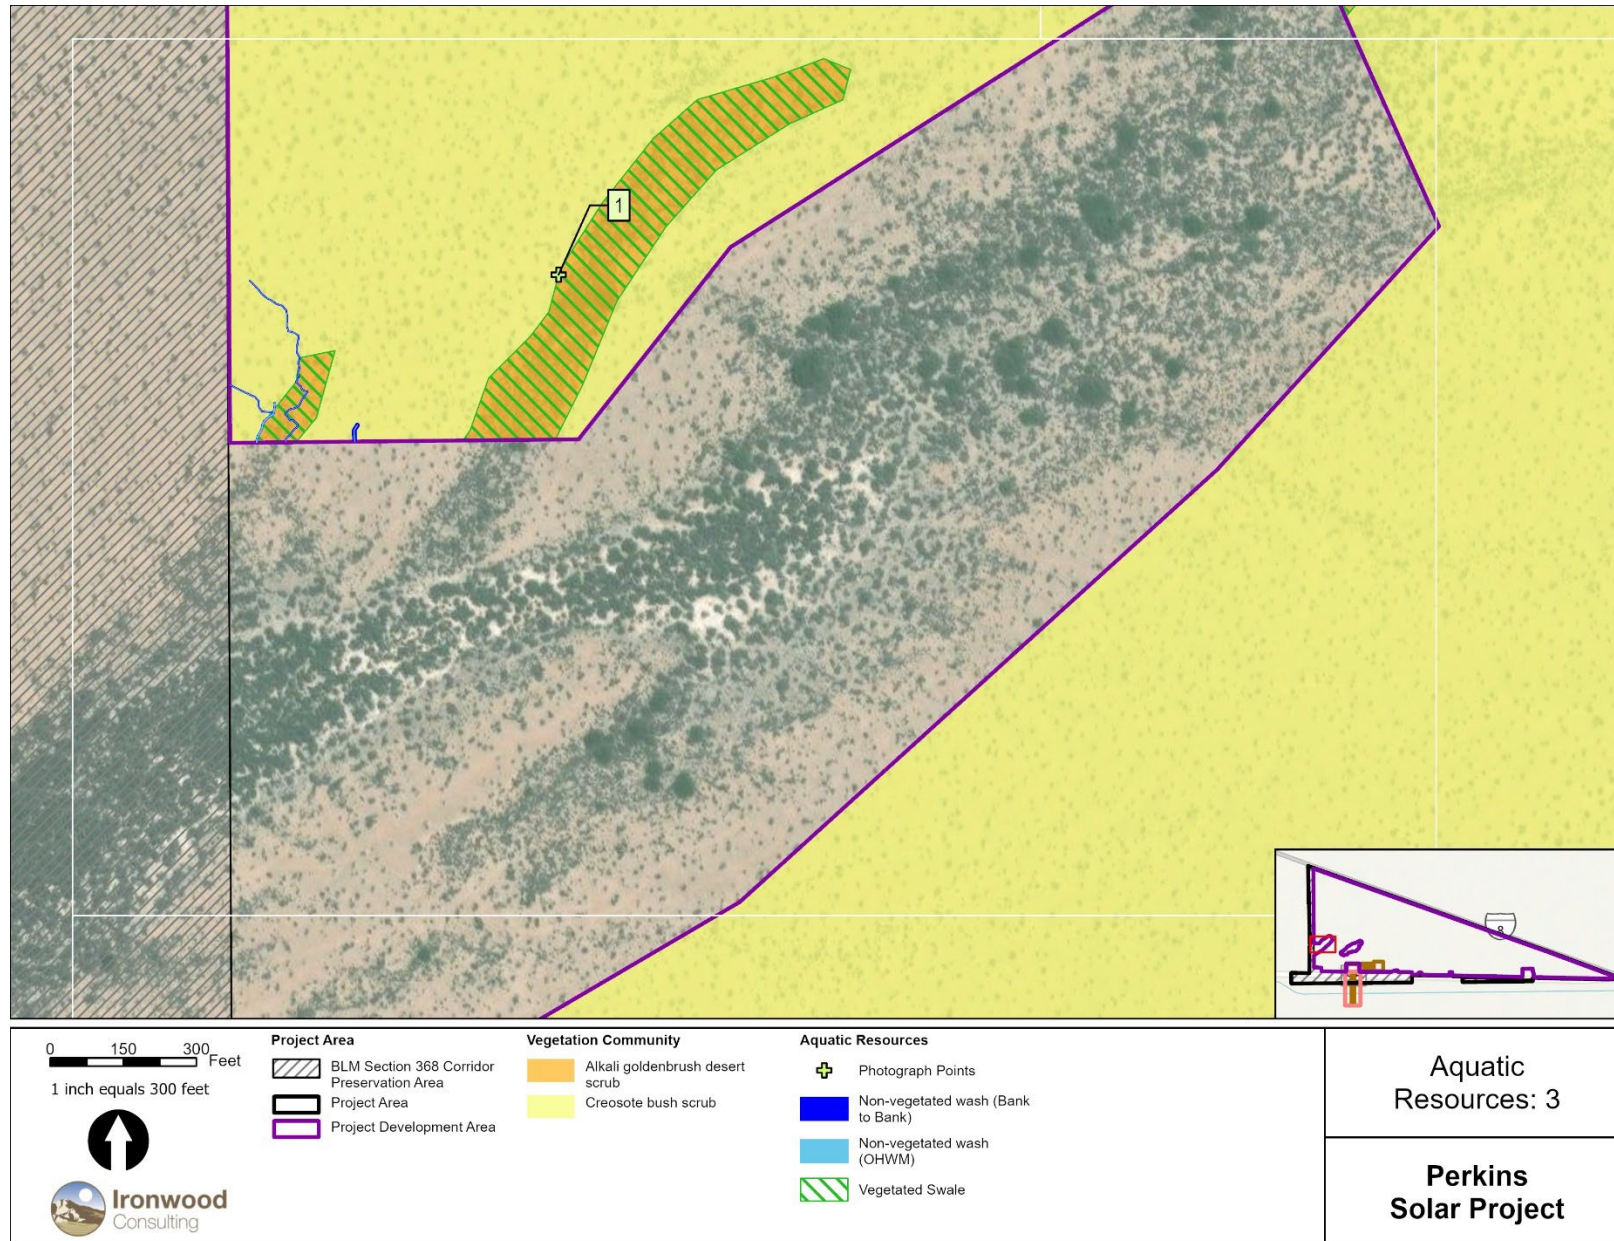 1
8
0 150 300
Feet
1 inch equals 300 feet
Ironwood
Consulting
Project Area
BLM Section 368 Corridor
Preservation Area
Project Area
Project Development Area
Vegetation Community
Alkali goldenbrush desert
scrub
Creosote bush scrub
Aquatic Resources
Photograph Points
Non-vegetated wash (Bank
to Bank)
Non-vegetated wash
(OHWM)
Vegetated Swale
Aquatic
Resources: 3
Perkins
Solar Project